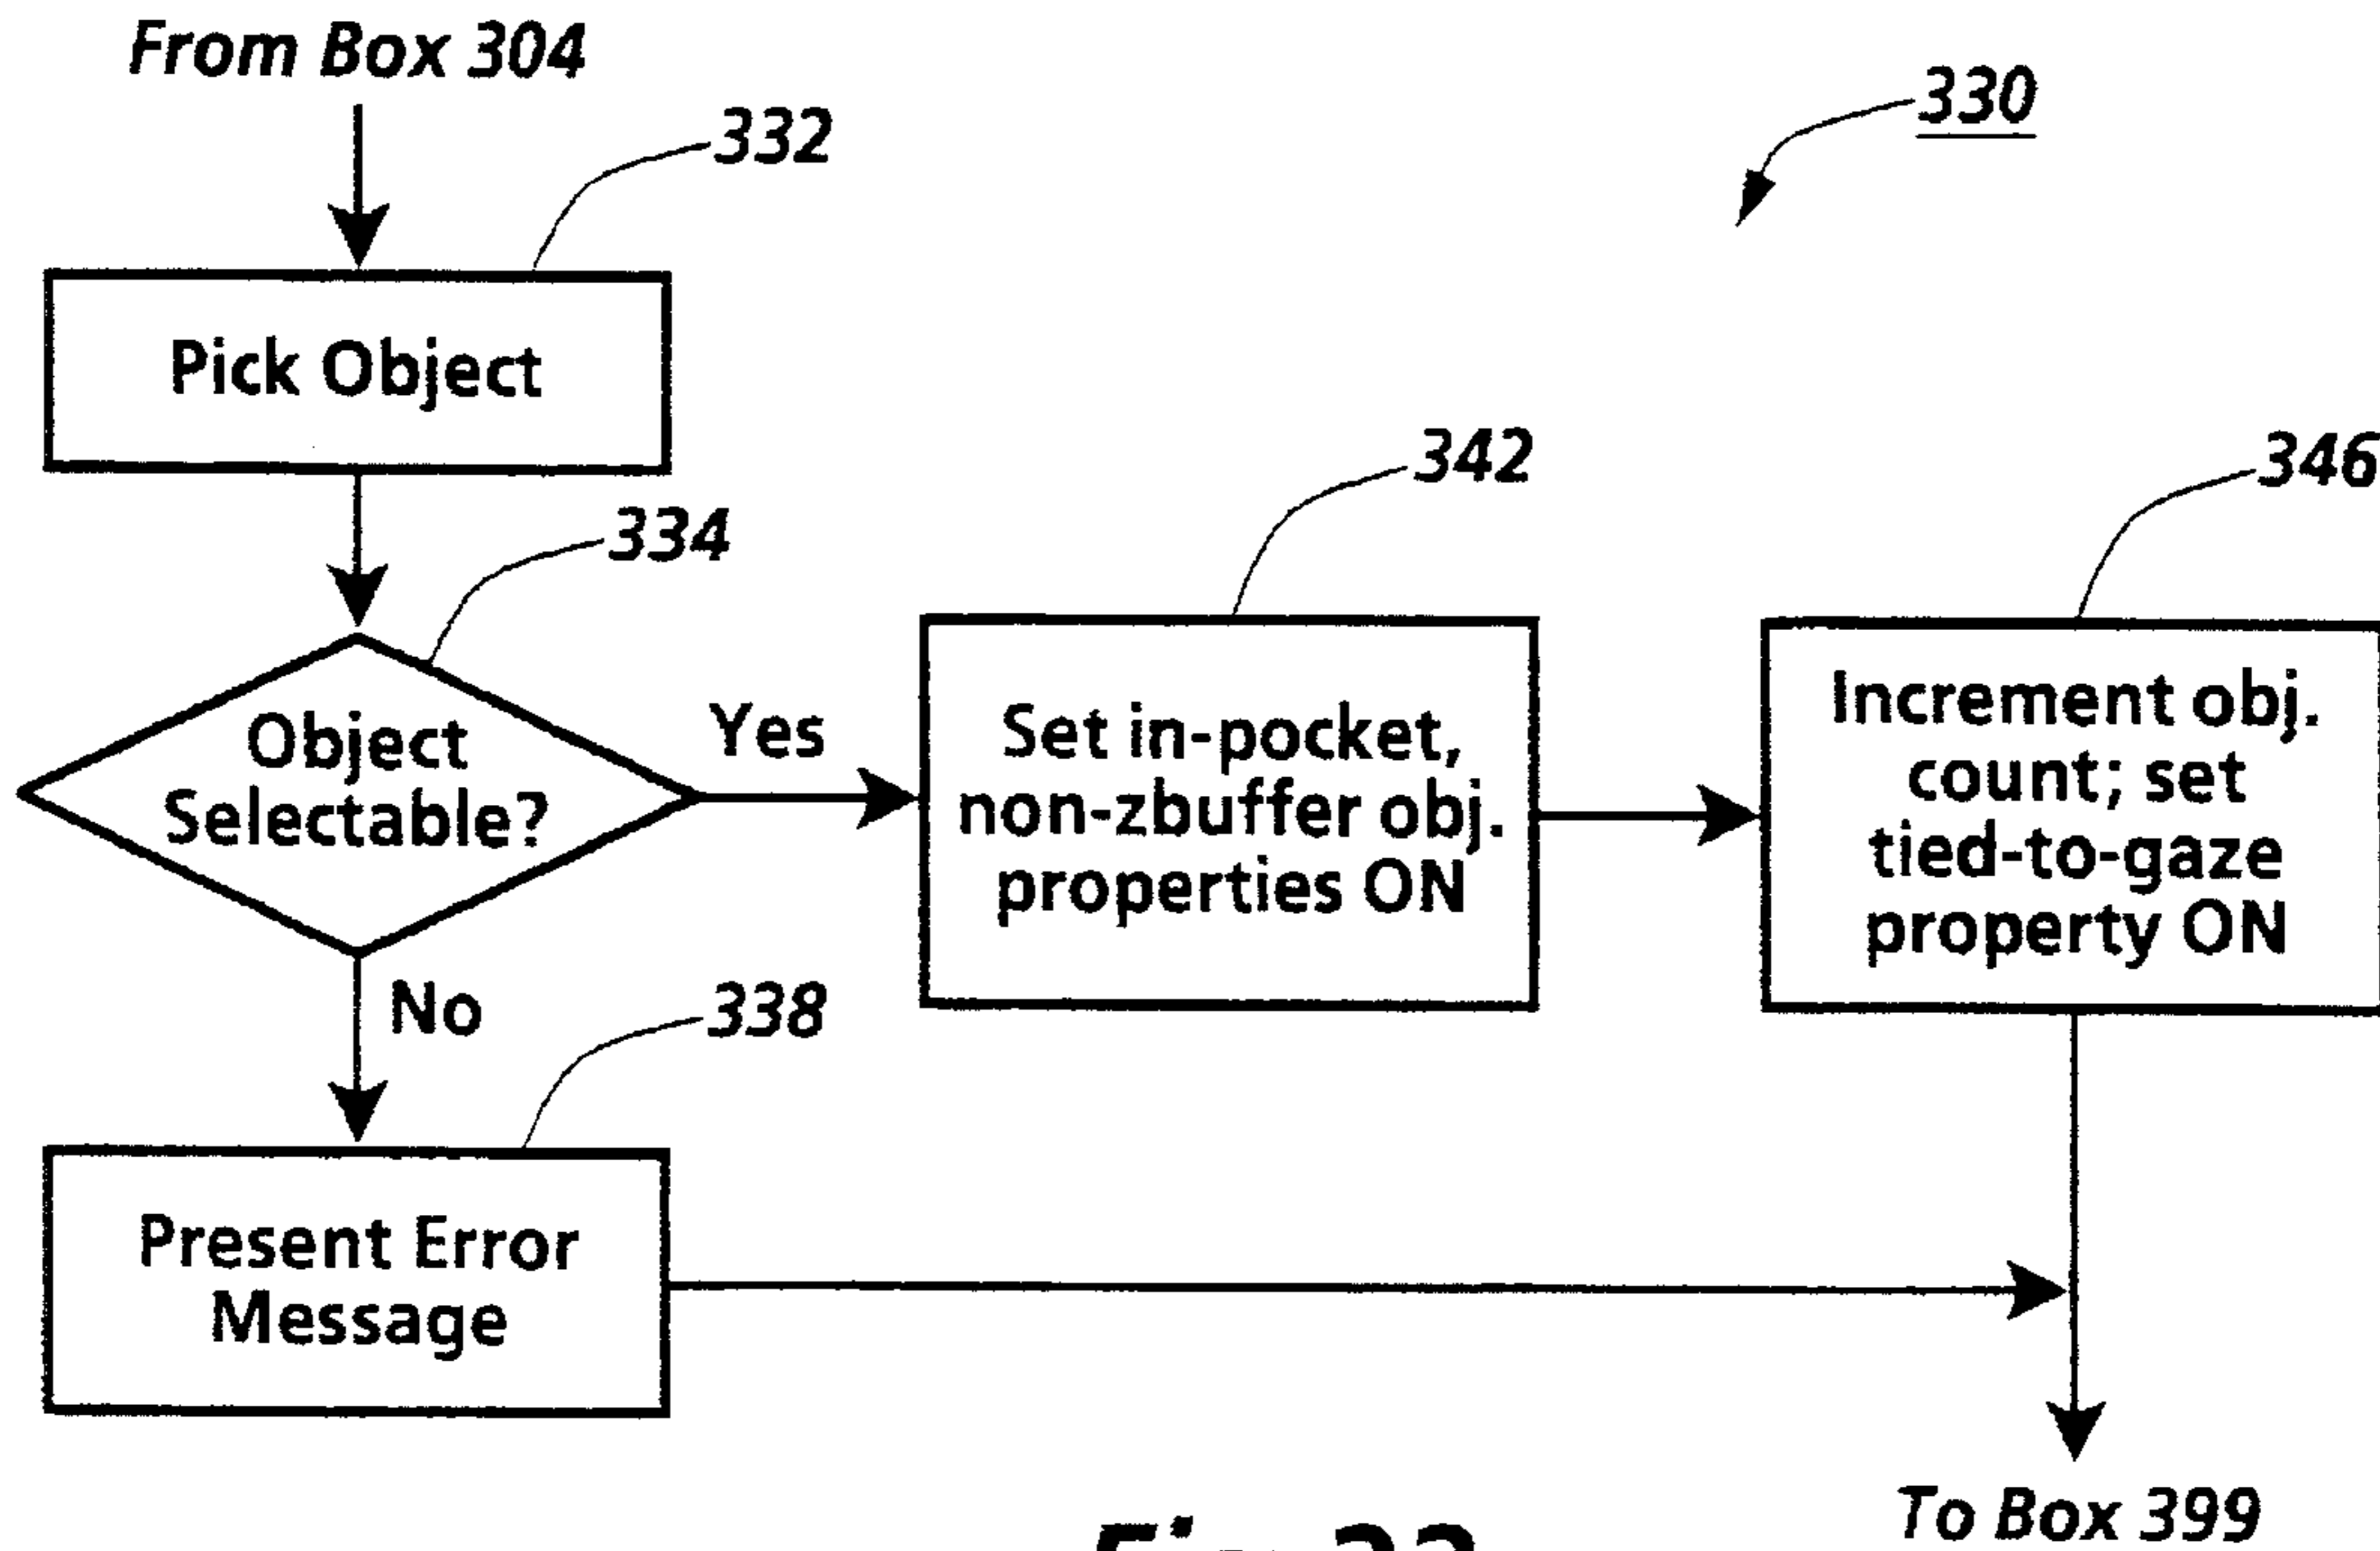 From Box 304
332
330
Pick Object
334
342
346
Object
Selectable?
Yes
Set in-pocket,
non-zbuffer obj.
properties ON
Increment obj.
count; set
tied-to-gaze
property ON
No
338
Present Error
Message
To Box 399